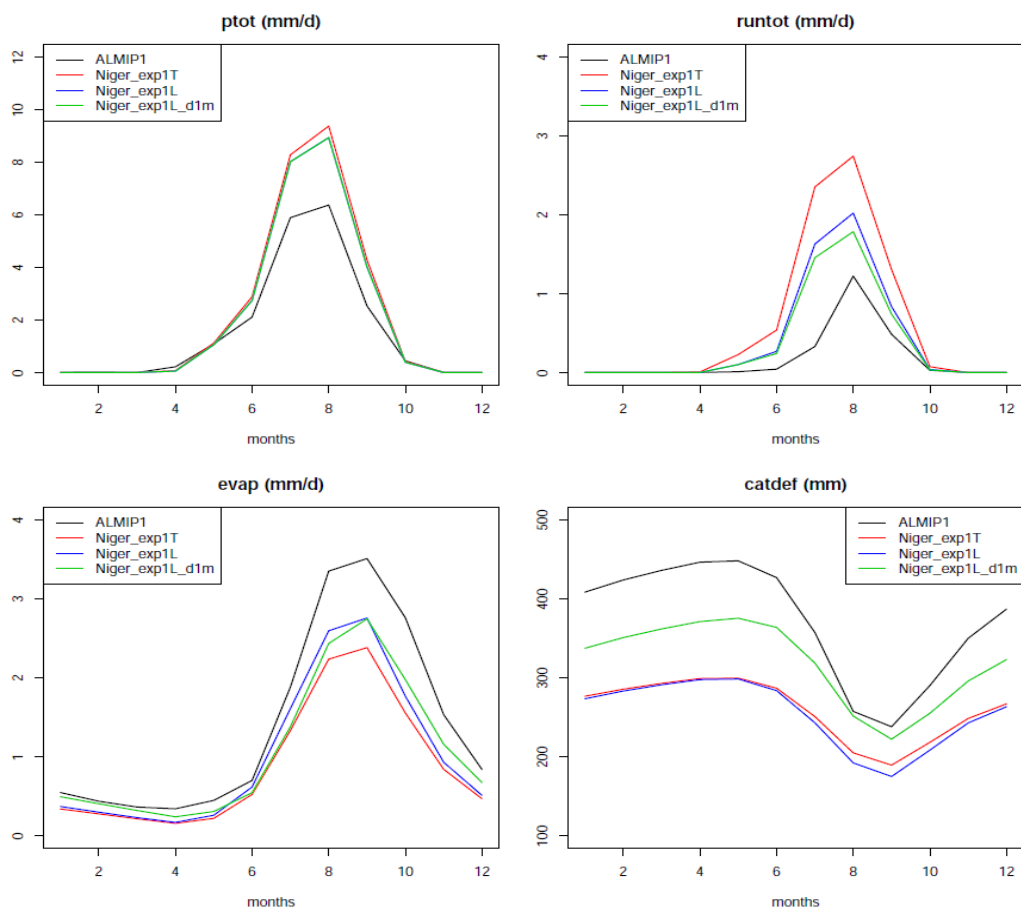 ptot (mm/d)
ALMIP1
Niger_exp1T
Niger_exp1L
Niger_exp1L_d1m
0 2 4 6 8 10 12
2 4 6 8 10 12
months
runtot (mm/d)
ALMIP1
Niger_exp1T
Niger_exp1L
Niger_exp1L_d1m
0 1 2 3 4
2 4 6 8 10 12
months
evap (mm/d)
ALMIP1
Niger_exp1T
Niger_exp1L
Niger_exp1L_d1m
0 1 2 3 4
2 4 6 8 10 12
months
catdef (mm)
ALMIP1
Niger_exp1T
Niger_exp1L
Niger_exp1L_d1m
100 200 300 400 500
2 4 6 8 10 12
months